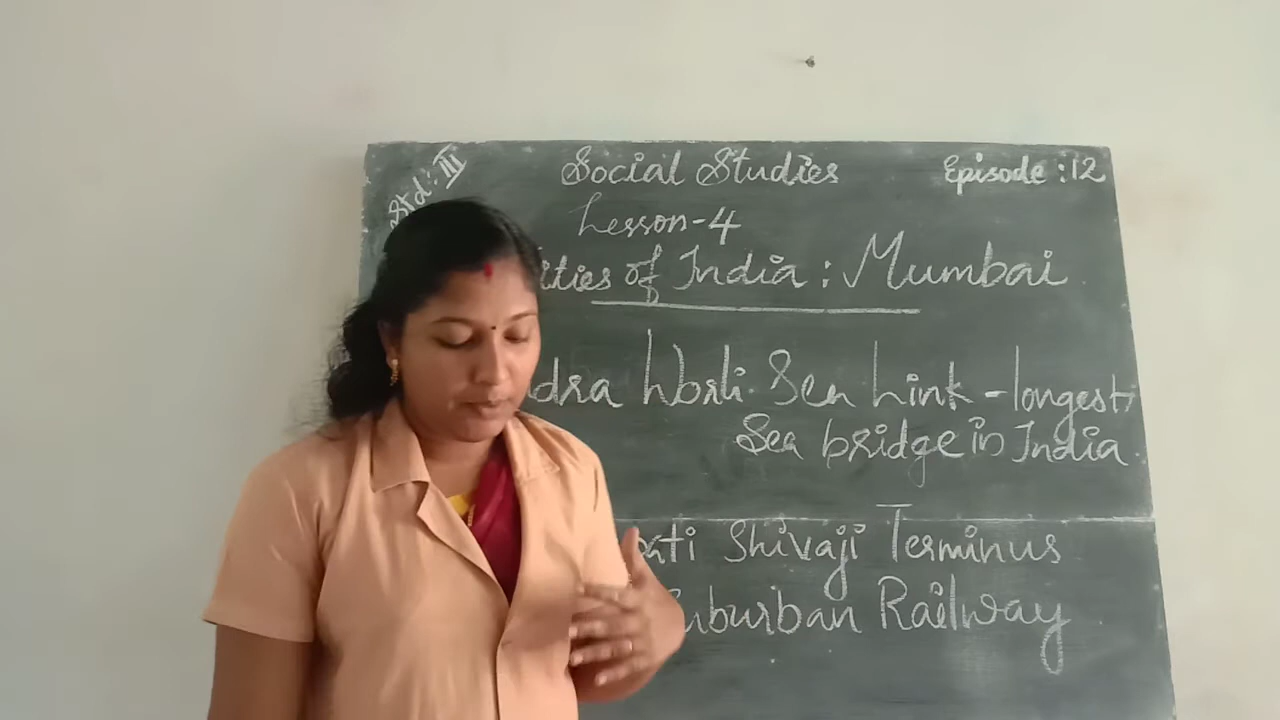 Std: III
Social Studies
Episode : 12
Lesson-4
ities of India : Mumbai
dra Worli Sea Link - longest
Sea bridge in India.
pati Shivaji Terminus
uburban Railway